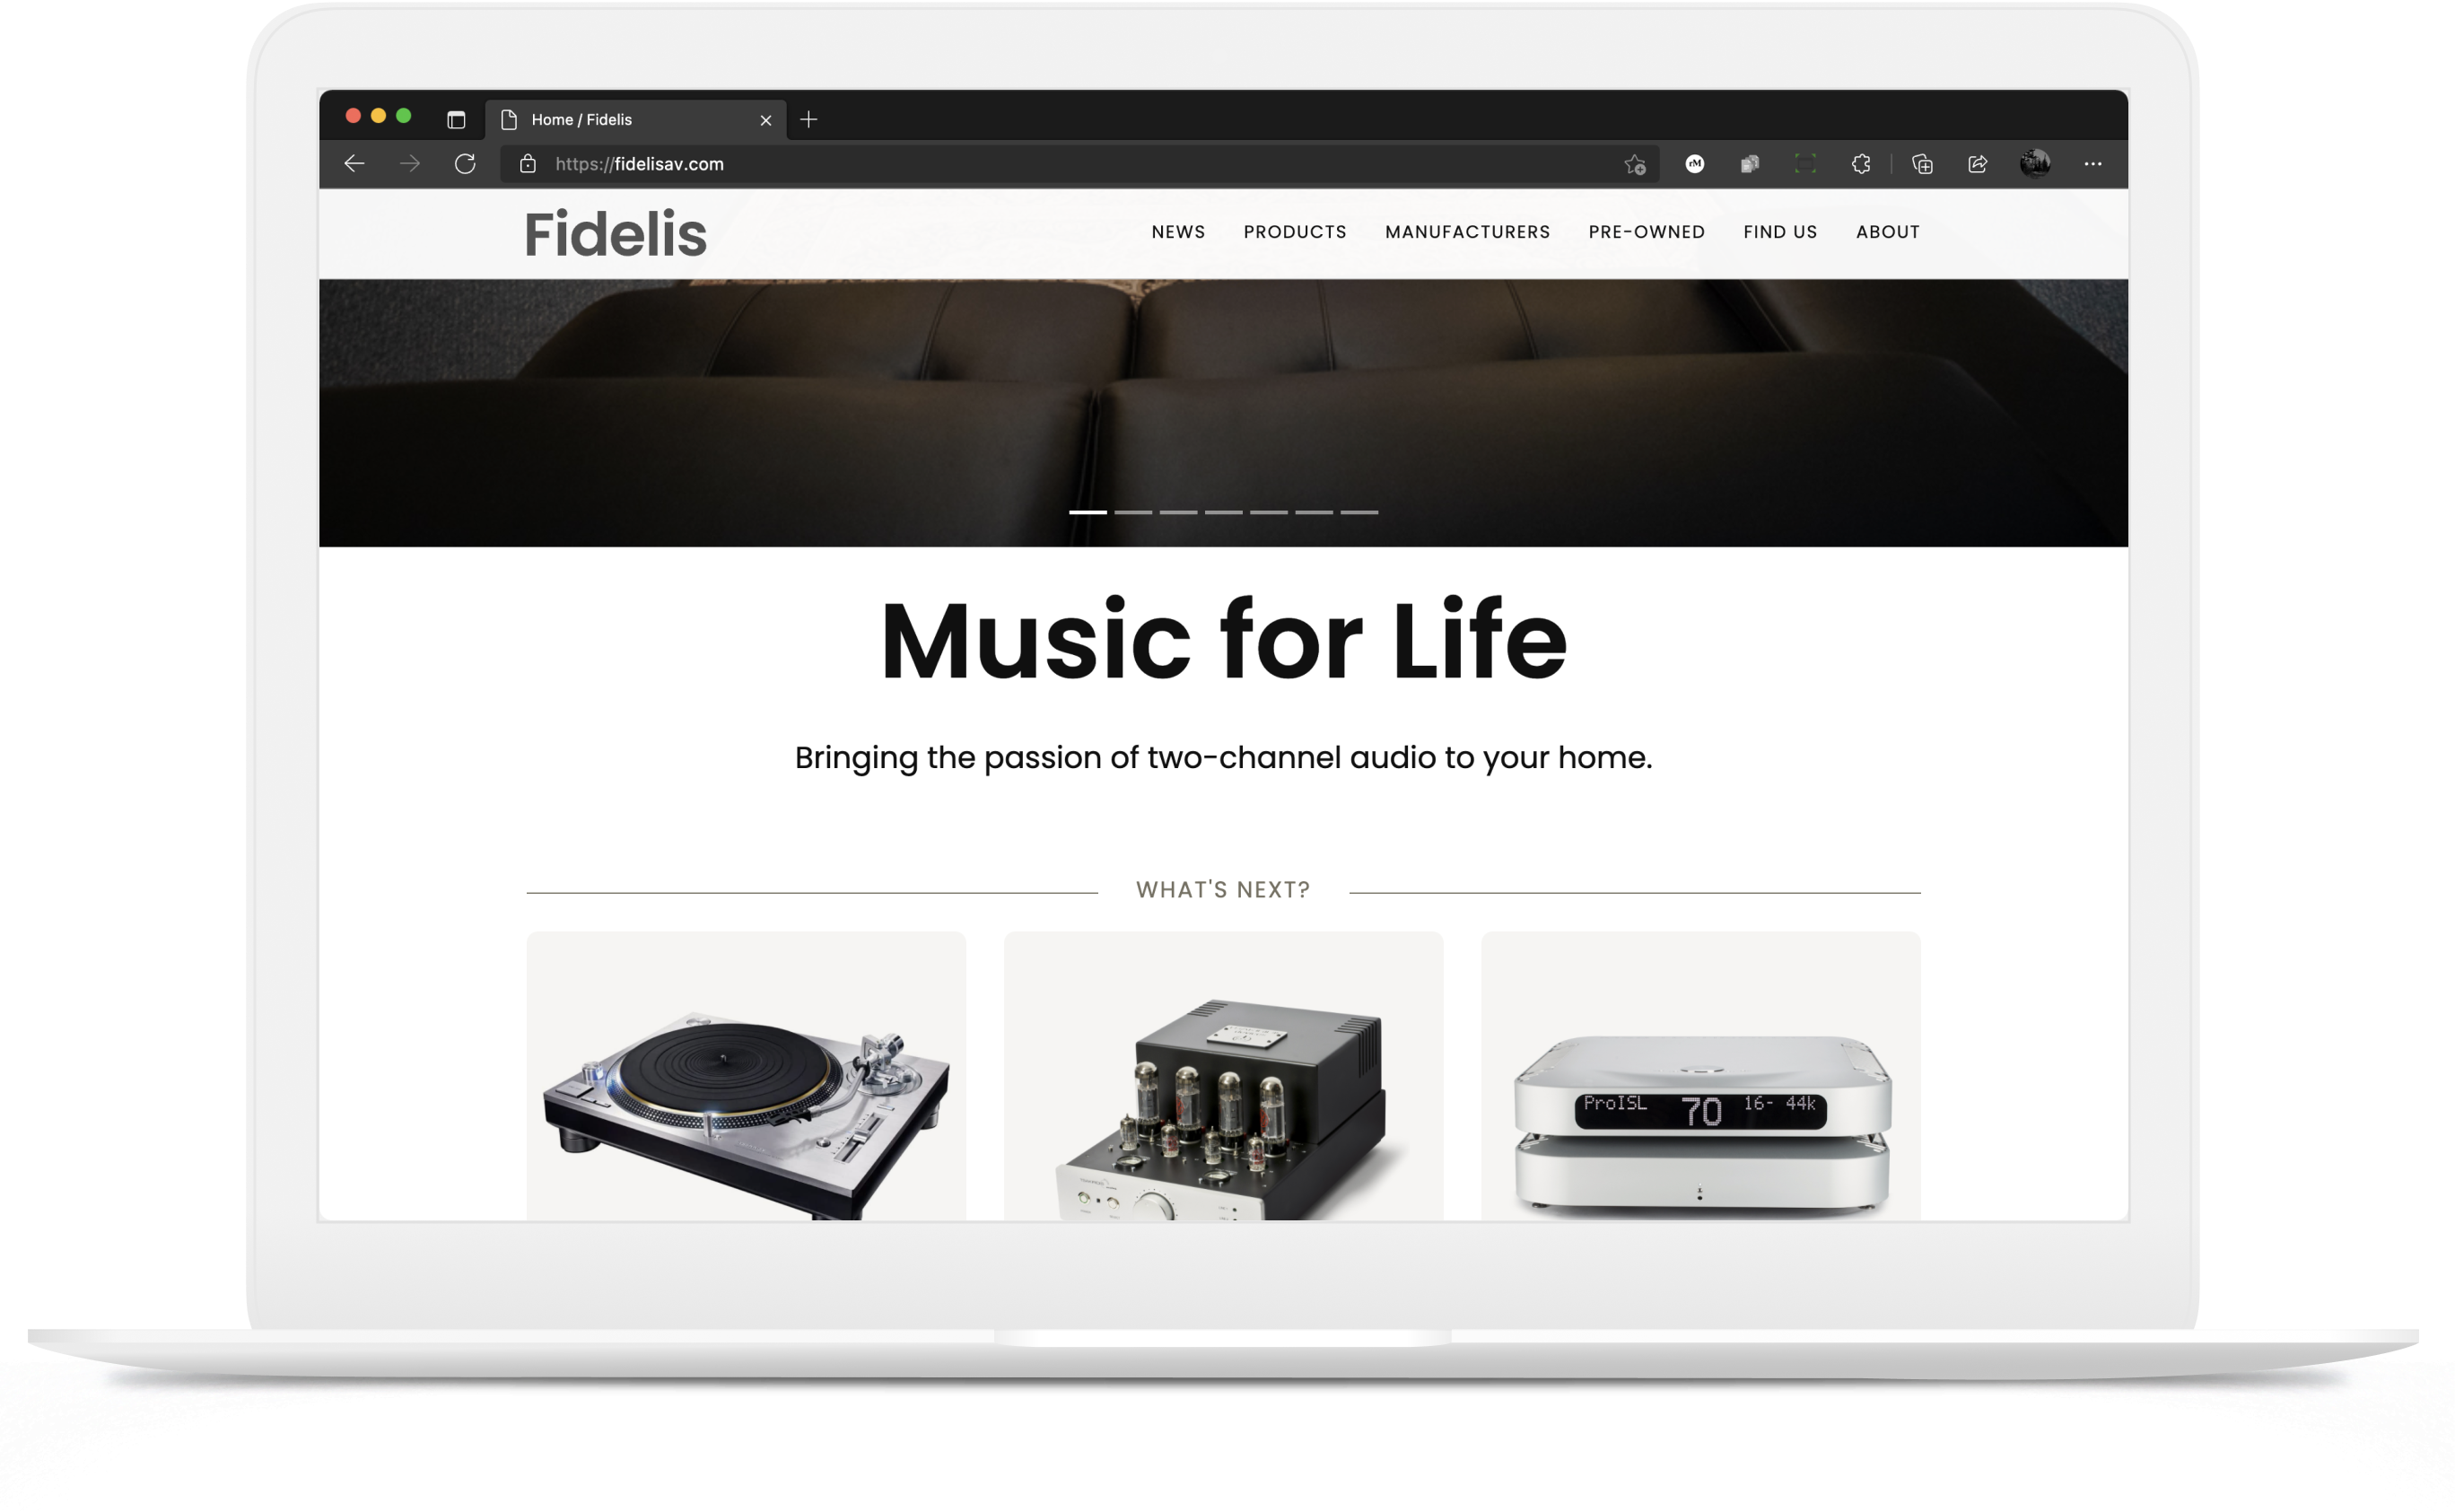 Home / Fidelis
https://fidelisav.com
rM
Fidelis
NEWS PRODUCTS MANUFACTURERS PRE-OWNED FIND US ABOUT
Music for Life
Bringing the passion of two-channel audio to your home.
WHAT'S NEXT?
ProISL 70 16- 44k